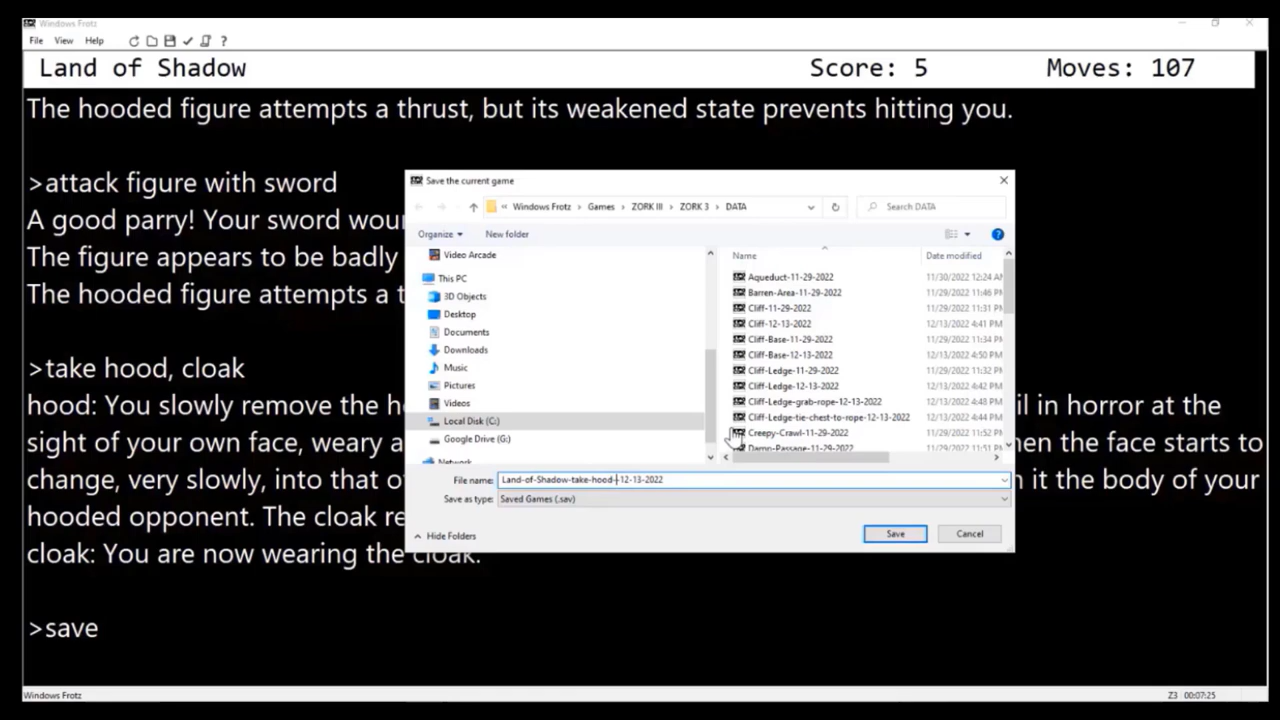 Windows Frotz
File View Help
Land of Shadow Score: 5 Moves: 107
The hooded figure attempts a thrust, but its weakened state prevents hitting you.
>attack figure with sword
A good parry! Your sword wou
The figure appears to be badly
The hooded figure attempts a t
>take hood, cloak
hood: You slowly remove the h il in horror at the
sight of your own face, weary a hen the face starts to
change, very slowly, into that o n it the body of your
hooded opponent. The cloak re
cloak: You are now wearing the cloak.
>save
Save the current game
« Windows Frotz > Games > ZORK III > ZORK 3 > DATA
Search DATA
Organize New folder
Video Arcade
This PC
3D Objects
Desktop
Documents
Downloads
Music
Pictures
Videos
Local Disk (C:)
Google Drive (G:)
Network
Name Date modified
Aqueduct-11-29-2022 11/30/2022 12:24 AM
Barren-Area-11-29-2022 11/29/2022 11:46 PM
Cliff-11-29-2022 11/29/2022 11:31 PM
Cliff-12-13-2022 12/13/2022 4:41 PM
Cliff-Base-11-29-2022 11/29/2022 11:34 PM
Cliff-Base-12-13-2022 12/13/2022 4:50 PM
Cliff-Ledge-11-29-2022 11/29/2022 11:32 PM
Cliff-Ledge-12-13-2022 12/13/2022 4:42 PM
Cliff-Ledge-grab-rope-12-13-2022 12/13/2022 4:48 PM
Cliff-Ledge-tie-chest-to-rope-12-13-2022 12/13/2022 4:44 PM
Creepy-Crawl-11-29-2022 11/29/2022 11:52 PM
Damp-Passage-11-29-2022 11/29/2022 11:51 PM
File name: Land-of-Shadow-take-hood-12-13-2022
Save as type: Saved Games (.sav)
Hide Folders
Save Cancel
Windows Frotz Z3 00:07:25